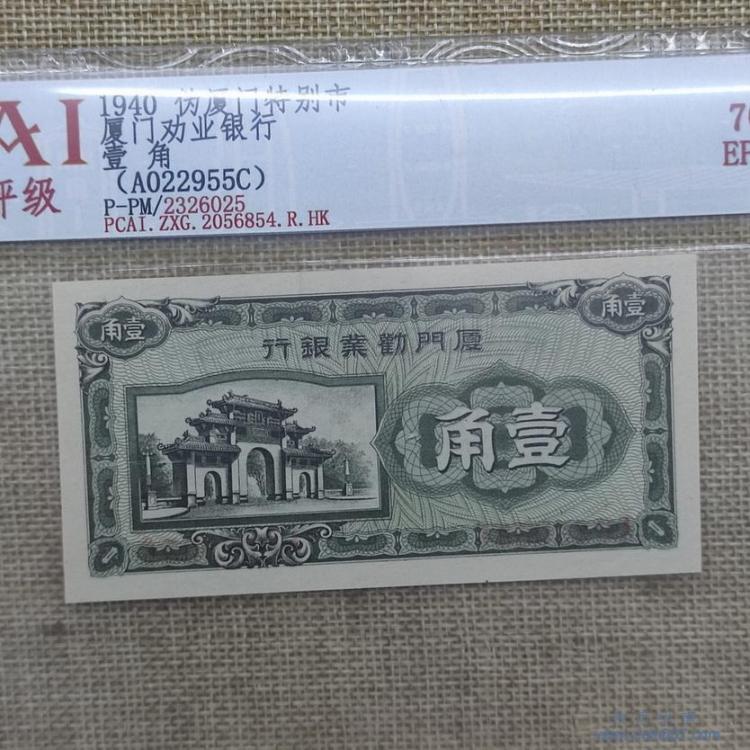 AI
评级
1940 伪厦门特别市
厦门劝业银行
壹 角
(A022955C)
P-PM/2326025
PCAI.ZXG.2056854.R.HK
70
EP
角壹
角壹
行銀業勸門厦
角壹